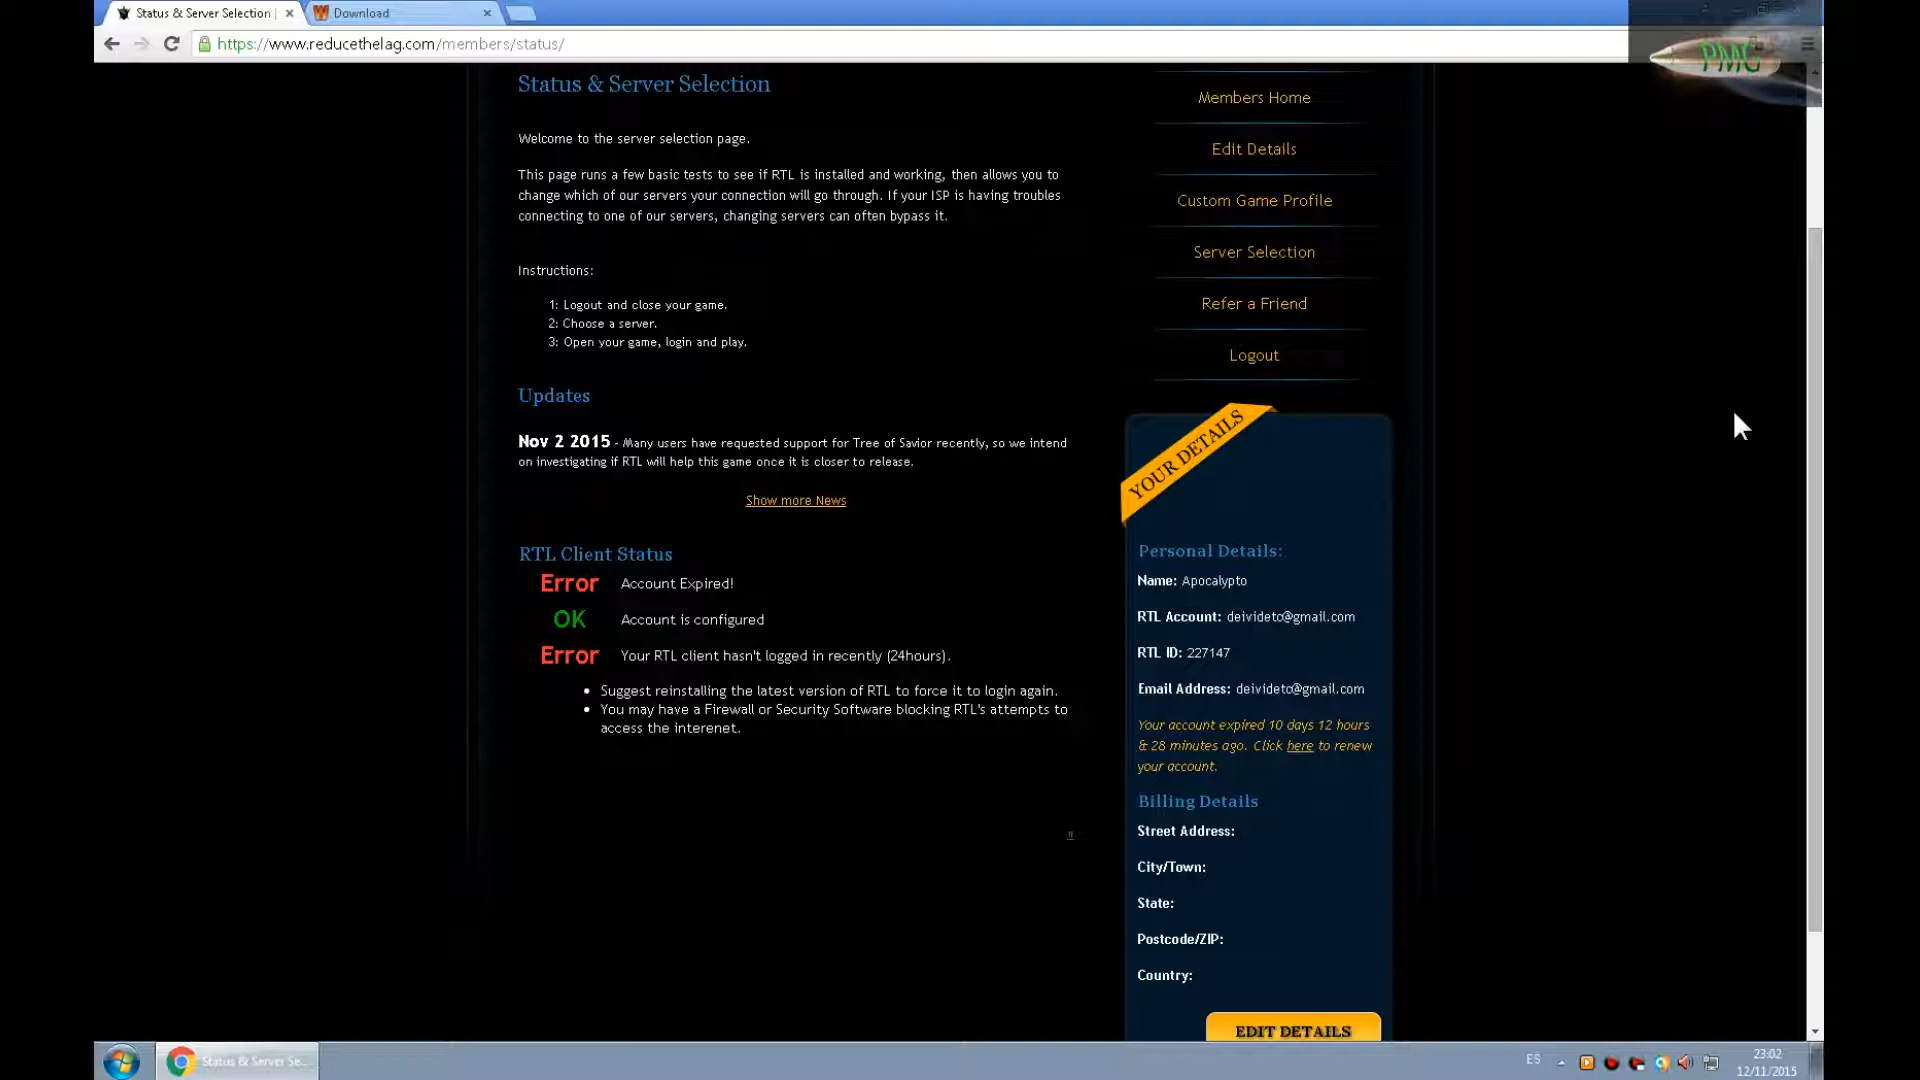 Status & Server Selection
Download
https://www.reducethelag.com/members/status/
PMG
Status & Server Selection
Welcome to the server selection page.
This page runs a few basic tests to see if RTL is installed and working, then allows you to
change which of our servers your connection will go through. If your ISP is having troubles
connecting to one of our servers, changing servers can often bypass it.
Instructions:
1: Logout and close your game.
2: Choose a server.
3: Open your game, login and play.
Updates
Nov 2 2015 - Many users have requested support for Tree of Savior recently, so we intend
on investigating if RTL will help this game once it is closer to release.
Show more News
RTL Client Status
Error Account Expired!
OK Account is configured
Error Your RTL client hasn't logged in recently (24hours).
• Suggest reinstalling the latest version of RTL to force it to login again.
• You may have a Firewall or Security Software blocking RTL's attempts to
access the interenet.
Members Home
Edit Details
Custom Game Profile
Server Selection
Refer a Friend
Logout
YOUR DETAILS
Personal Details:
Name: Apocalypto
RTL Account: deividetc@gmail.com
RTL ID: 227147
Email Address: deividetc@gmail.com
Your account expired 10 days 12 hours
& 28 minutes ago. Click here to renew
your account.
Billing Details
Street Address:
City/Town:
State:
Postcode/ZIP:
Country:
EDIT DETAILS
Status & Server Se...
ES
23:02
12/11/2015